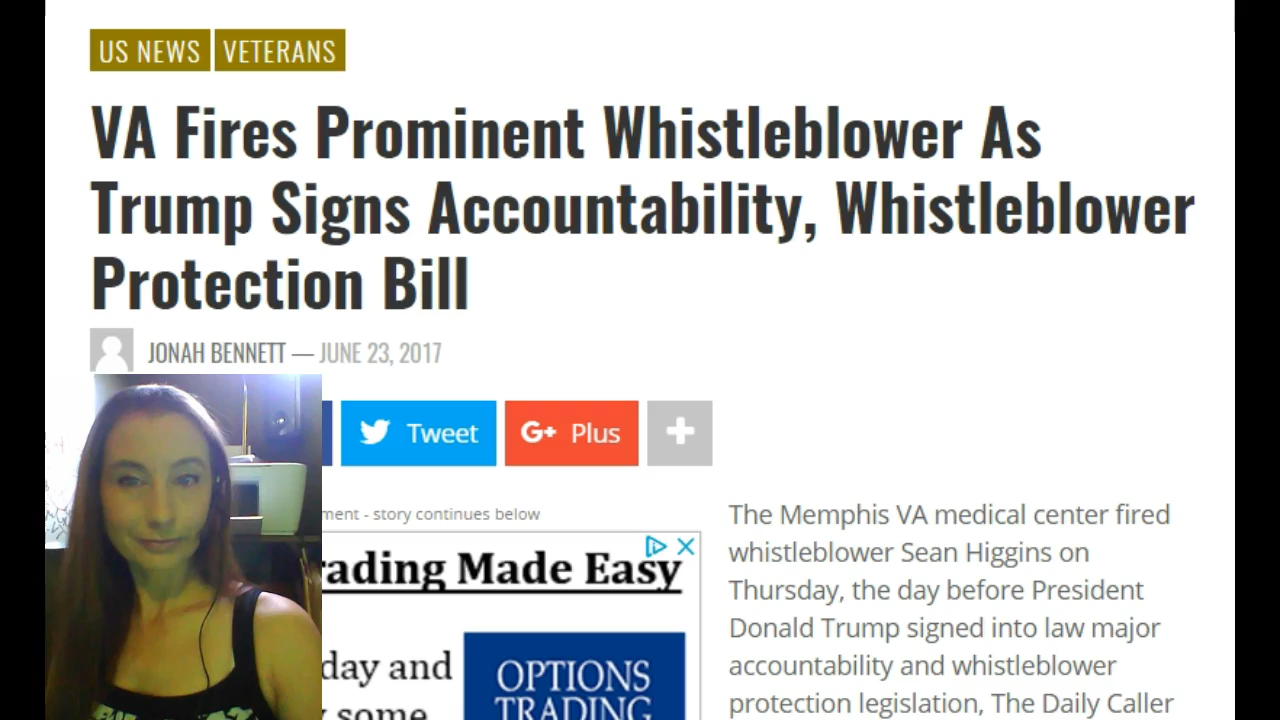 US NEWS VETERANS
VA Fires Prominent Whistleblower As
Trump Signs Accountability, Whistleblower
Protection Bill
JONAH BENNETT — JUNE 23, 2017
Tweet G+ Plus +
ment - story continues below
rading Made Easy
day and
some
OPTIONS
TRADING
The Memphis VA medical center fired
whistleblower Sean Higgins on
Thursday, the day before President
Donald Trump signed into law major
accountability and whistleblower
protection legislation, The Daily Caller